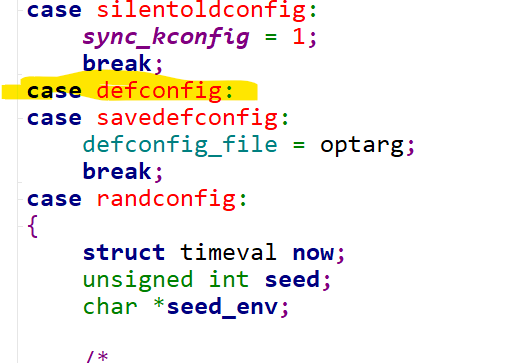 case silentoldconfig:
    sync_kconfig = 1;
    break;
case defconfig:
case savedefconfig:
    defconfig_file = optarg;
    break;
case randconfig:
{
    struct timeval now;
    unsigned int seed;
    char *seed_env;
    /*